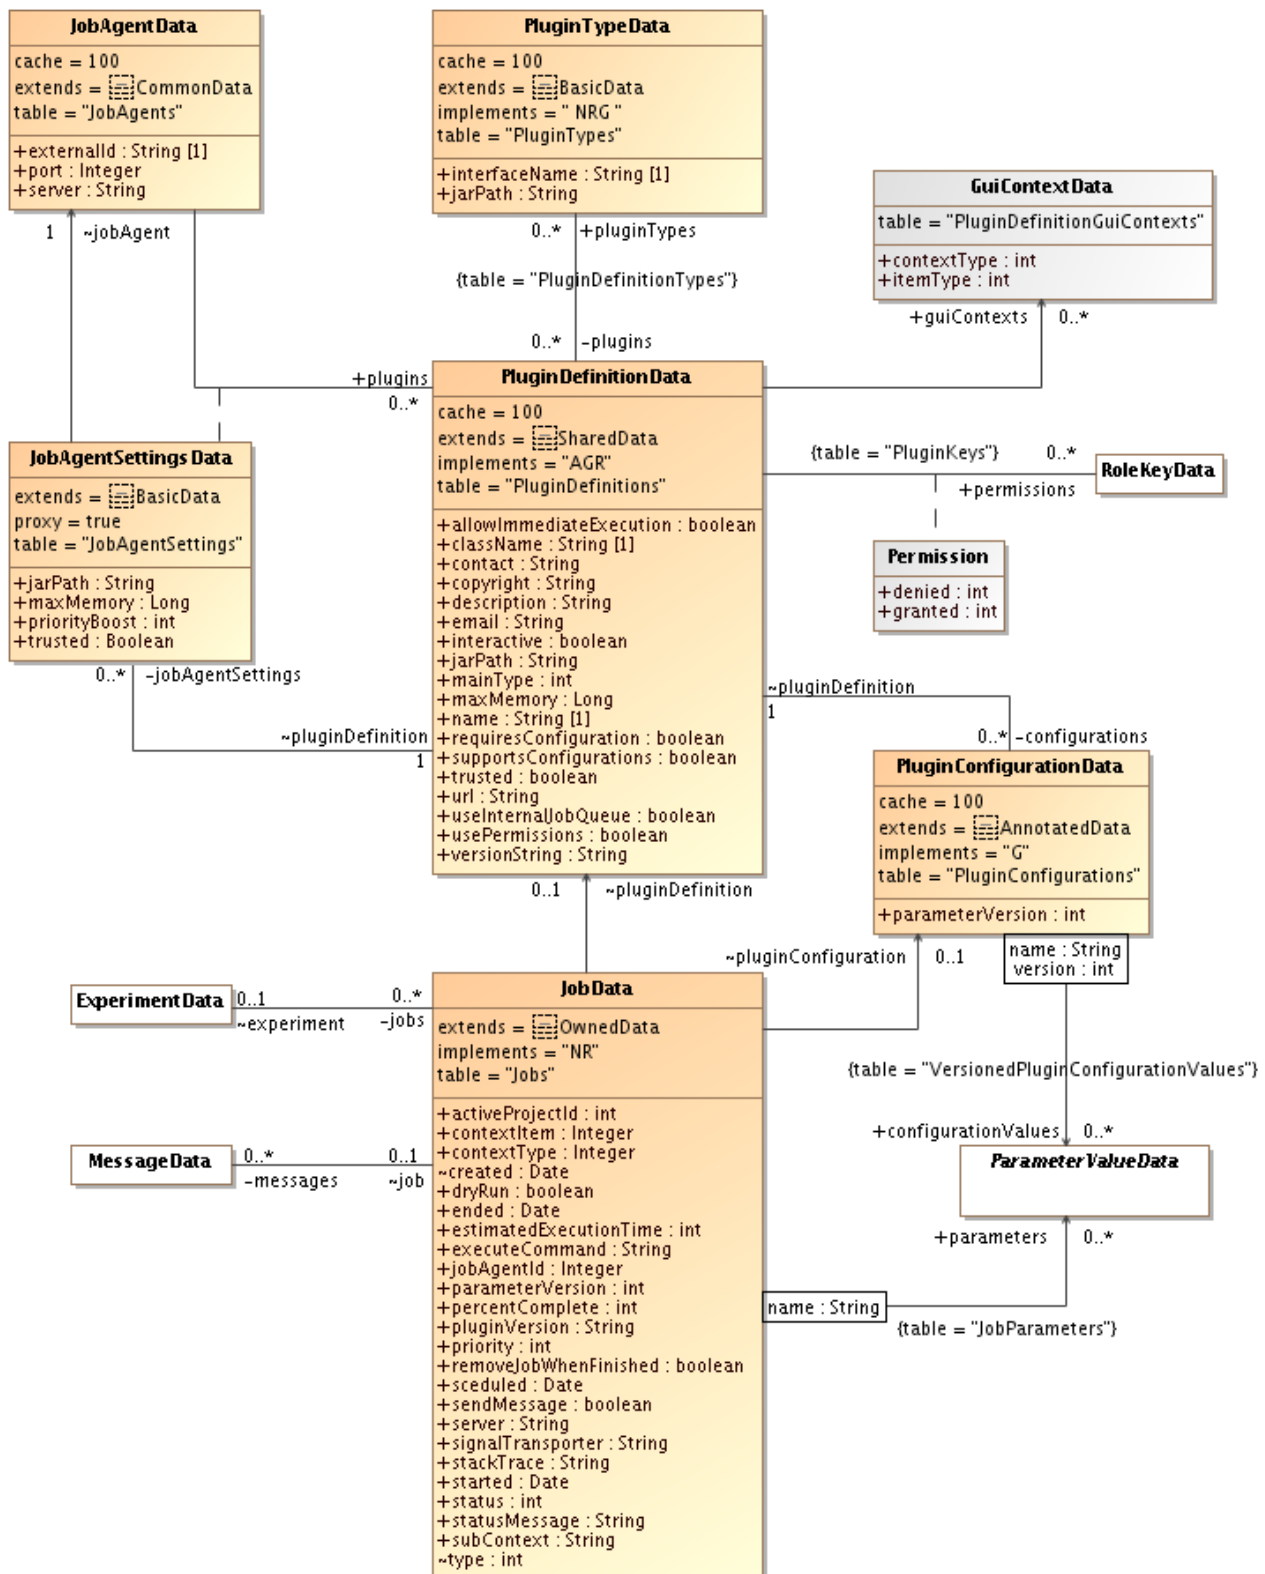 JobAgentData
cache = 100
extends = CommonData
table = "JobAgents"
+externalId : String [1]
+port : Integer
+server : String
PluginTypeData
cache = 100
extends = BasicData
implements = " NRG "
table = "PluginTypes"
+interfaceName : String [1]
+jarPath : String
GuiContextData
table = "PluginDefinitionGuiContexts"
+contextType : int
+itemType : int
1
~jobAgent
0..*
+pluginTypes
{table = "PluginDefinitionTypes"}
0..*
-plugins
+guiContexts
0..*
+plugins
0..*
PluginDefinitionData
cache = 100
extends = SharedData
implements = "AGR"
table = "PluginDefinitions"
+allowImmediateExecution : boolean
+className : String [1]
+contact : String
+copyright : String
+description : String
+email : String
+interactive : boolean
+jarPath : String
+mainType : int
+maxMemory : Long
+name : String [1]
+requiresConfiguration : boolean
+supportsConfigurations : boolean
+trusted : boolean
+url : String
+useInternalJobQueue : boolean
+usePermissions : boolean
+versionString : String
JobAgentSettingsData
extends = BasicData
proxy = true
table = "JobAgentSettings"
+jarPath : String
+maxMemory : Long
+priorityBoost : int
+trusted : Boolean
0..*
-jobAgentSettings
~pluginDefinition
1
{table = "PluginKeys"}
0..*
+permissions
RoleKeyData
Permission
+denied : int
+granted : int
~pluginDefinition
1
0..*
-configurations
PluginConfigurationData
cache = 100
extends = AnnotatedData
implements = "G"
table = "PluginConfigurations"
+parameterVersion : int
name : String
version : int
0..1
~pluginDefinition
~pluginConfiguration
0..1
ExperimentData
0..1
~experiment
0..*
-jobs
MessageData
0..*
-messages
0..1
~job
JobData
extends = OwnedData
implements = "NR"
table = "Jobs"
+activeProjectId : int
+contextItem : Integer
+contextType : Integer
~created : Date
+dryRun : boolean
+ended : Date
+estimatedExecutionTime : int
+executeCommand : String
+jobAgentId : Integer
+parameterVersion : int
+percentComplete : int
+pluginVersion : String
+priority : int
+removeJobWhenFinished : boolean
+sceduled : Date
+sendMessage : boolean
+server : String
+signalTransporter : String
+stackTrace : String
+started : Date
+status : int
+statusMessage : String
+subContext : String
~type : int
{table = "VersionedPluginConfigurationValues"}
+configurationValues
0..*
ParameterValueData
+parameters
0..*
name : String
{table = "JobParameters"}